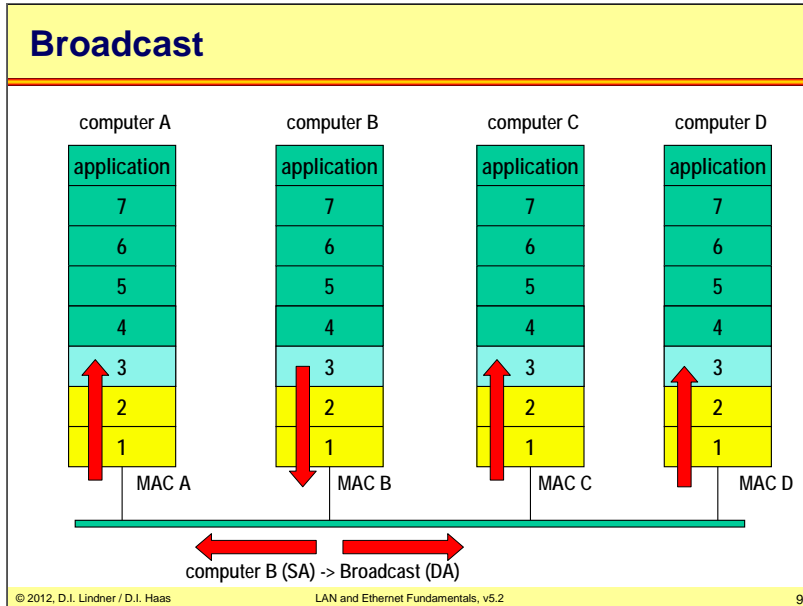 Broadcast
computer A computer B computer C computer D
application application application application
7 7 7 7
6 6 6 6
5 5 5 5
4 4 4 4
3 3 3 3
2 2 2 2
1 1 1 1
MAC A MAC B MAC C MAC D
computer B (SA) -> Broadcast (DA)
© 2012, D.I. Lindner / D.I. Haas LAN and Ethernet Fundamentals, v5.2 9